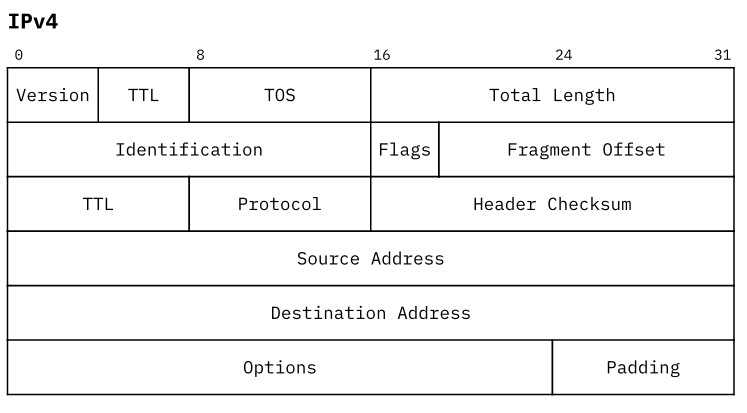 IPv4
0 8 16 24 31
Version TTL TOS Total Length
Identification Flags Fragment Offset
TTL Protocol Header Checksum
Source Address
Destination Address
Options Padding